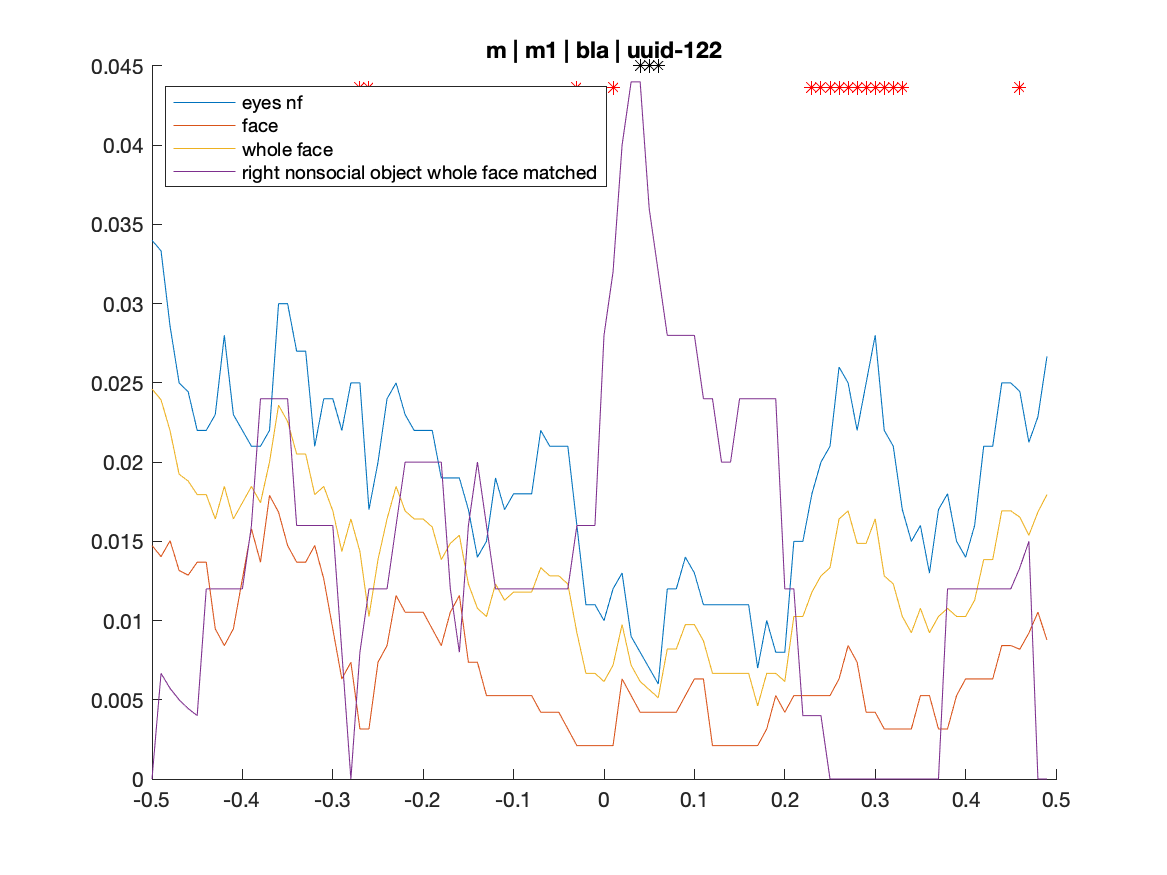 m | m1 | bla | uuid-122
0.045
0.04
0.035
0.03
0.025
0.02
0.015
0.01
0.005
0
eyes nf
face
whole face
right nonsocial object whole face matched
-0.5 -0.4 -0.3 -0.2 -0.1 0 0.1 0.2 0.3 0.4 0.5